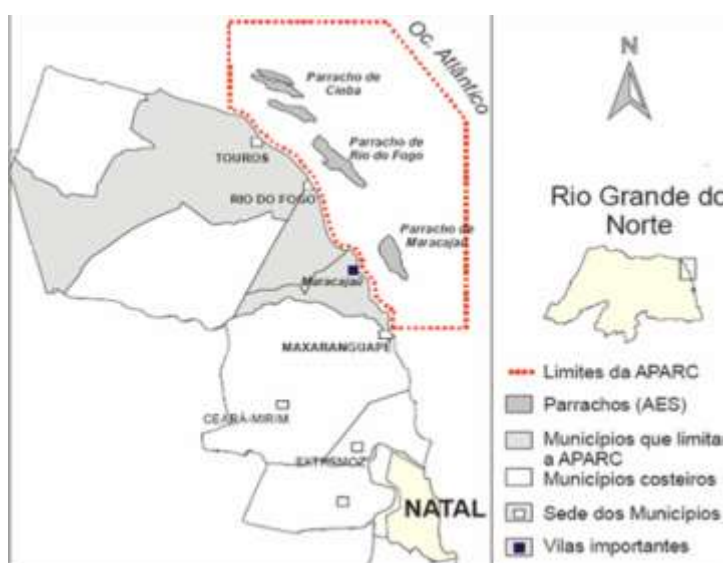 Oc. Atlântico
Parracho de
Cioba
Parracho de
Rio do Fogo
TOUROS
RIO DO FOGO
Parracho de
Maracajaú
Maracajaú
MAXARANGUAPE
CEARÁ-MIRIM
EXTREMOZ
NATAL
N
Rio Grande do
Norte
Limites da APARC
Parrachos (AES)
Municípios que limitam
a APARC
Municípios costeiros
Sede dos Municípios
Vilas importantes